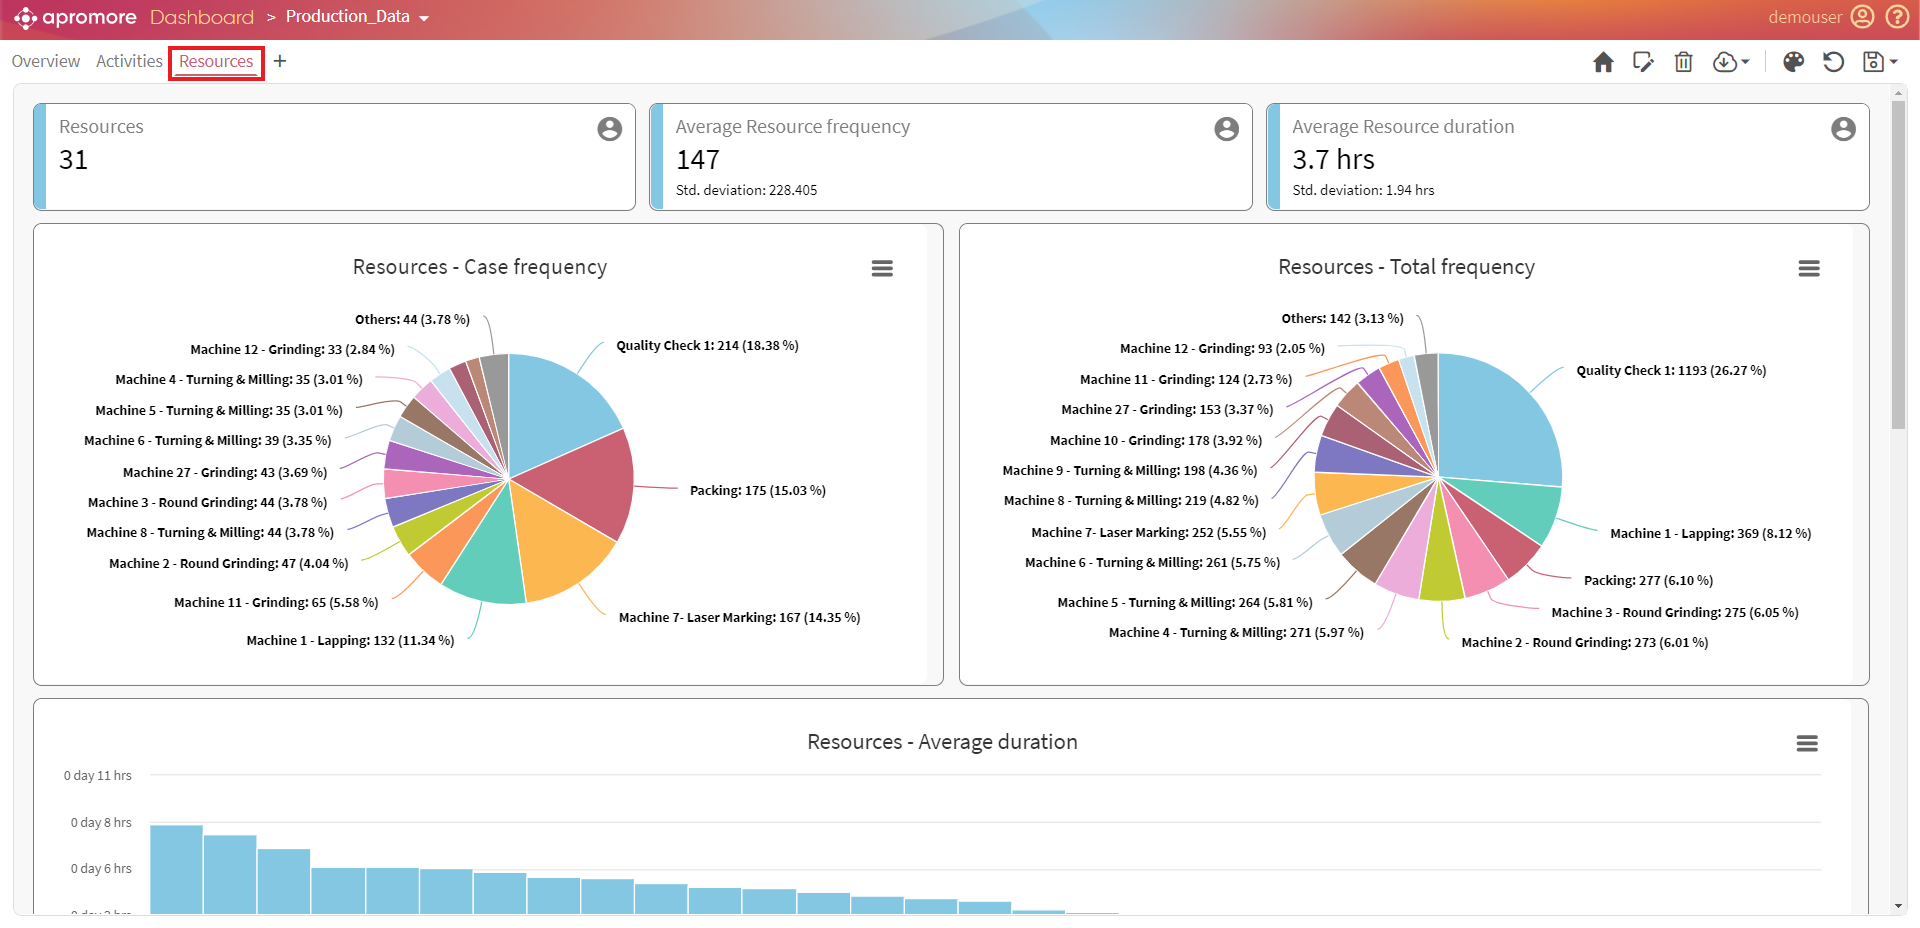 apromore Dashboard > Production_Data
demouser
Overview Activities Resources +
Resources
31
Average Resource frequency
147
Std. deviation: 228.405
Average Resource duration
3.7 hrs
Std. deviation: 1.94 hrs
Resources - Case frequency
Others: 44 (3.78 %)
Quality Check 1: 214 (18.38 %)
Machine 12 - Grinding: 33 (2.84 %)
Machine 4 - Turning & Milling: 35 (3.01 %)
Machine 5 - Turning & Milling: 35 (3.01 %)
Machine 6 - Turning & Milling: 39 (3.35 %)
Machine 27 - Grinding: 43 (3.69 %)
Packing: 175 (15.03 %)
Machine 3 - Round Grinding: 44 (3.78 %)
Machine 8 - Turning & Milling: 44 (3.78 %)
Machine 2 - Round Grinding: 47 (4.04 %)
Machine 11 - Grinding: 65 (5.58 %)
Machine 7- Laser Marking: 167 (14.35 %)
Machine 1 - Lapping: 132 (11.34 %)
Resources - Total frequency
Others: 142 (3.13 %)
Machine 12 - Grinding: 93 (2.05 %)
Quality Check 1: 1193 (26.27 %)
Machine 11 - Grinding: 124 (2.73 %)
Machine 27 - Grinding: 153 (3.37 %)
Machine 10 - Grinding: 178 (3.92 %)
Machine 9 - Turning & Milling: 198 (4.36 %)
Machine 8 - Turning & Milling: 219 (4.82 %)
Machine 7- Laser Marking: 252 (5.55 %)
Machine 1 - Lapping: 369 (8.12 %)
Machine 6 - Turning & Milling: 261 (5.75 %)
Packing: 277 (6.10 %)
Machine 5 - Turning & Milling: 264 (5.81 %)
Machine 3 - Round Grinding: 275 (6.05 %)
Machine 4 - Turning & Milling: 271 (5.97 %)
Machine 2 - Round Grinding: 273 (6.01 %)
Resources - Average duration
0 day 11 hrs
0 day 8 hrs
0 day 6 hrs